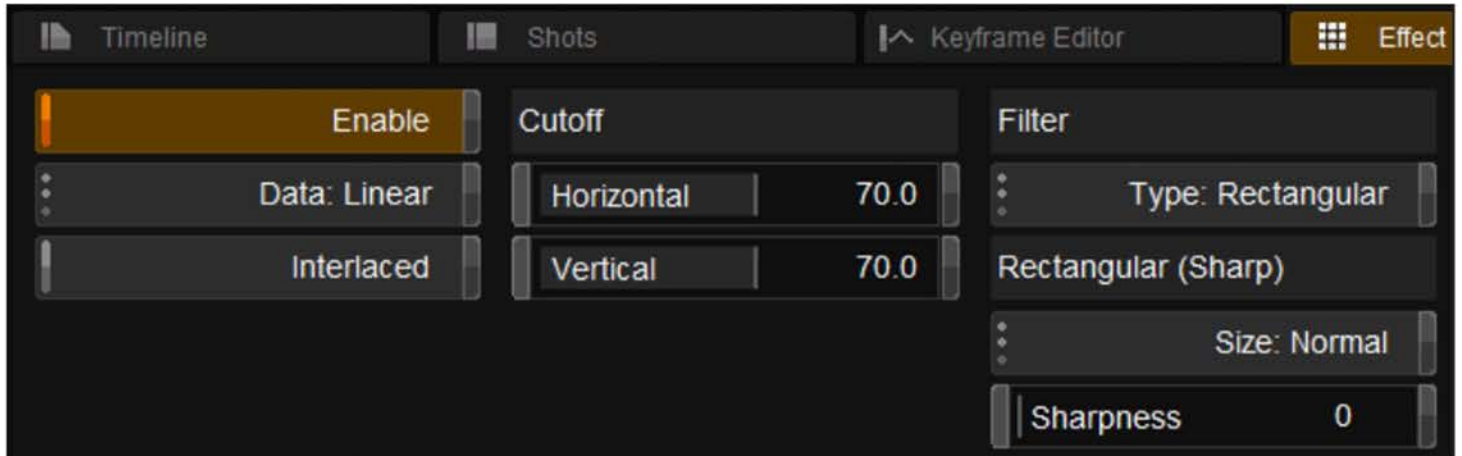 Timeline
Shots
Keyframe Editor
Effect
Enable
Data: Linear
Interlaced
Cutoff
Horizontal 70.0
Vertical 70.0
Filter
Type: Rectangular
Rectangular (Sharp)
Size: Normal
Sharpness 0